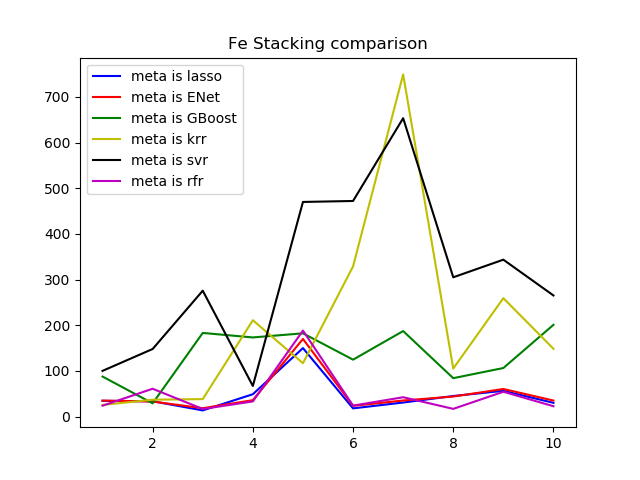 Fe Stacking comparison
meta is lasso
meta is ENet
meta is GBoost
meta is krr
meta is svr
meta is rfr
700
600
500
400
300
200
100
0
2 4 6 8 10